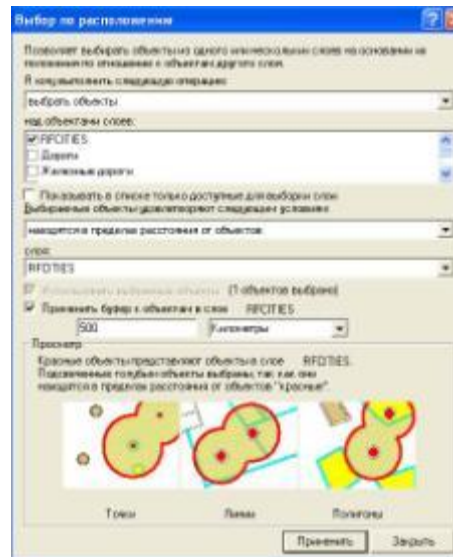 Выбор по расположению
Позволяет выбирать объекты из одного или нескольких слоев на основании их
положения по отношению к объектам другого слоя.
Я хочу выполнить следующую операцию
выбрать объекты
над объектами слоев:
RFCITIES
Дороги
Железные дороги
Показывать в списке только доступные для выборки слои
Выбираемые объекты удовлетворяют следующим условиям
находятся в пределах расстояния от объектов
слоя:
RFCITIES
Использовать выбранные объекты (1 объектов выбрано)
Применить буфер к объектам в слое RFCITIES
500 Километры
Просмотр
Красные объекты представляют объекты в слое RFCITIES.
Подсвеченные голубым объекты выбраны, так как они
находятся в пределах расстояния от объектов "красные".
Точки Линии Полигоны
Применить Закрыть